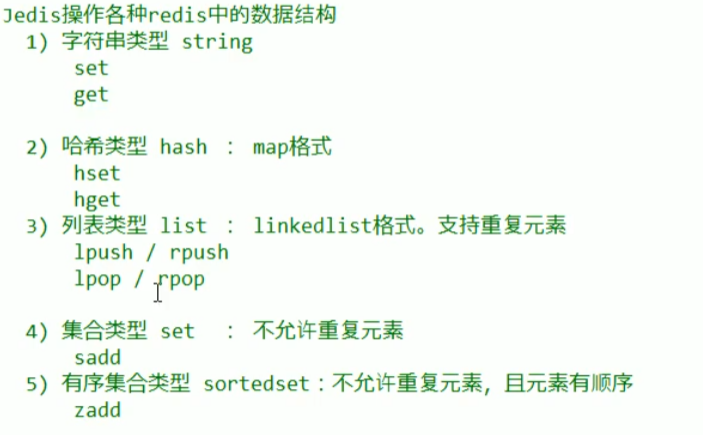 Jedis操作各种redis中的数据结构
1) 字符串类型 string
set
get
2) 哈希类型 hash : map格式
hset
hget
3) 列表类型 list : linkedlist格式。支持重复元素
lpush / rpush
lpop / rpop
4) 集合类型 set : 不允许重复元素
sadd
5) 有序集合类型 sortedset:不允许重复元素，且元素有顺序
zadd